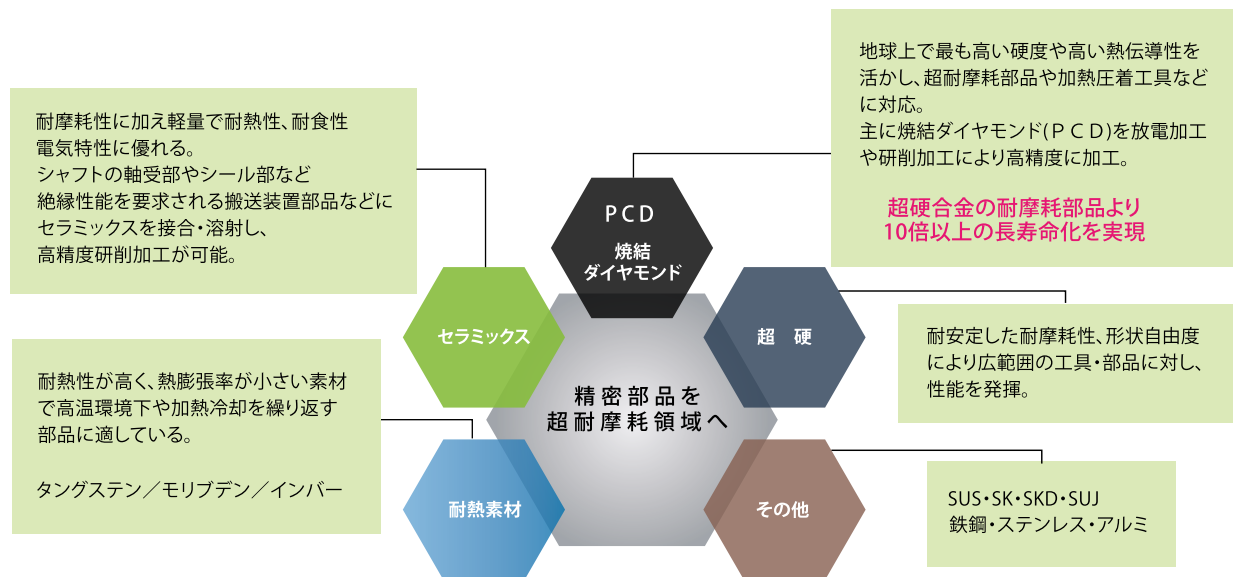 地球上で最も高い硬度や高い熱伝導性を
活かし、超耐摩耗部品や加熱圧着工具など
に対応。
主に焼結ダイヤモンド(ＰＣＤ)を放電加工
や研削加工により高精度に加工。
超硬合金の耐摩耗部品より
10倍以上の長寿命化を実現
耐摩耗性に加え軽量で耐熱性、耐食性
電気特性に優れる。
シャフトの軸受部やシール部など
絶縁性能を要求される搬送装置部品などに
セラミックスを接合・溶射し、
高精度研削加工が可能。
ＰＣＤ
焼結
ダイヤモンド
セラミックス
超　硬
耐安定した耐摩耗性、形状自由度
により広範囲の工具・部品に対し、
性能を発揮。
精密部品を
超耐摩耗領域へ
耐熱性が高く、熱膨張率が小さい素材
で高温環境下や加熱冷却を繰り返す
部品に適している。
タングステン／モリブデン／インバー
耐熱素材
その他
SUS・SK・SKD・SUJ
鉄鋼・ステンレス・アルミ